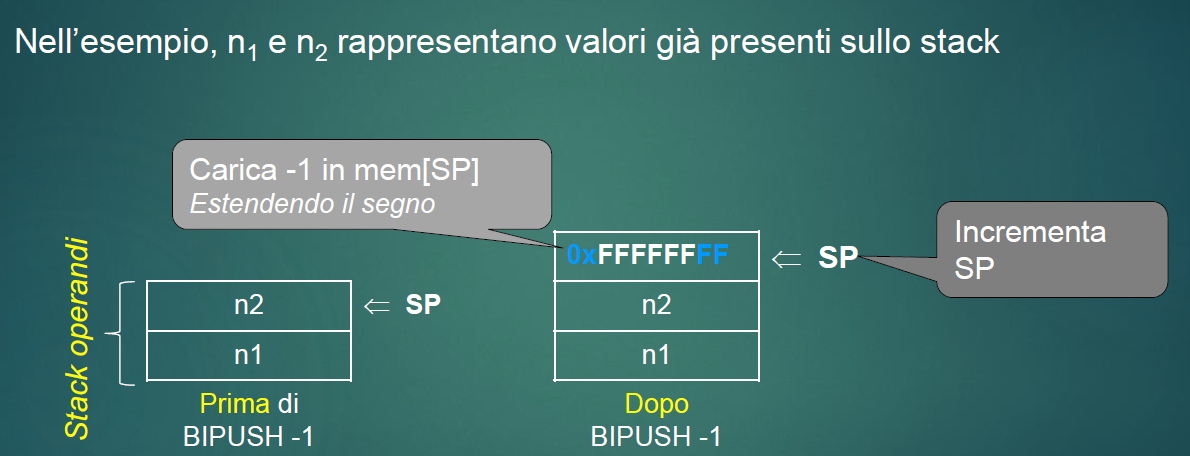 Nell’esempio, n1 e n2 rappresentano valori già presenti sullo stack
Carica -1 in mem[SP]
Estendendo il segno
Stack operandi
n2
⇐ SP
n1
Prima di
BIPUSH -1
0xFFFFFFFF
⇐ SP
n2
n1
Dopo
BIPUSH -1
Incrementa
SP